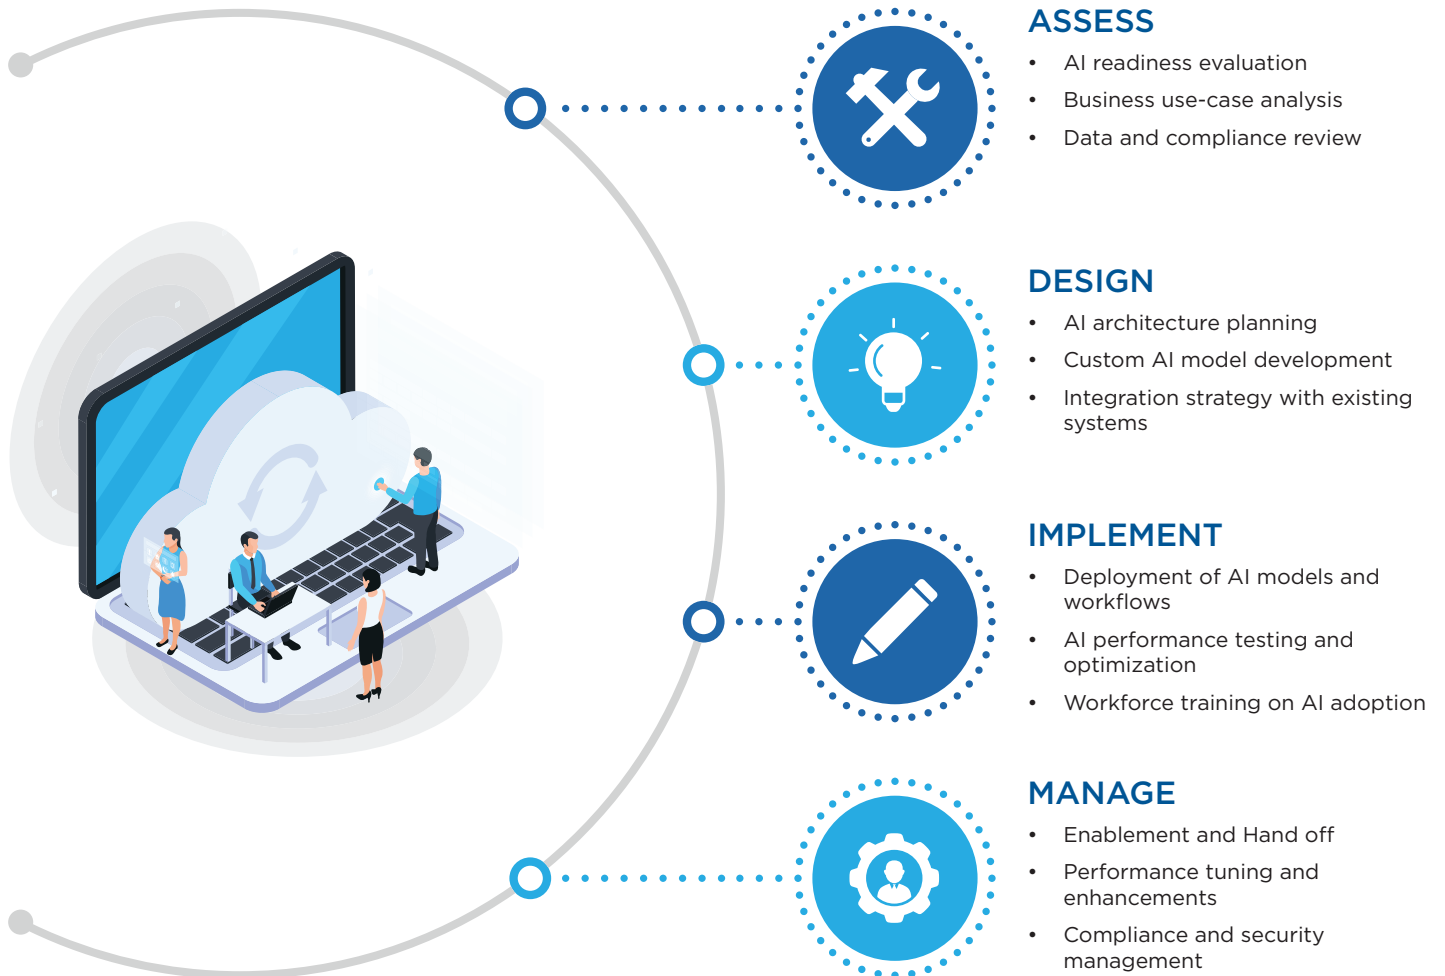 ASSESS
• AI readiness evaluation
• Business use-case analysis
• Data and compliance review
DESIGN
• AI architecture planning
• Custom AI model development
• Integration strategy with existing
systems
IMPLEMENT
• Deployment of AI models and
workflows
• AI performance testing and
optimization
• Workforce training on AI adoption
MANAGE
• Enablement and Hand off
• Performance tuning and
enhancements
• Compliance and security
management